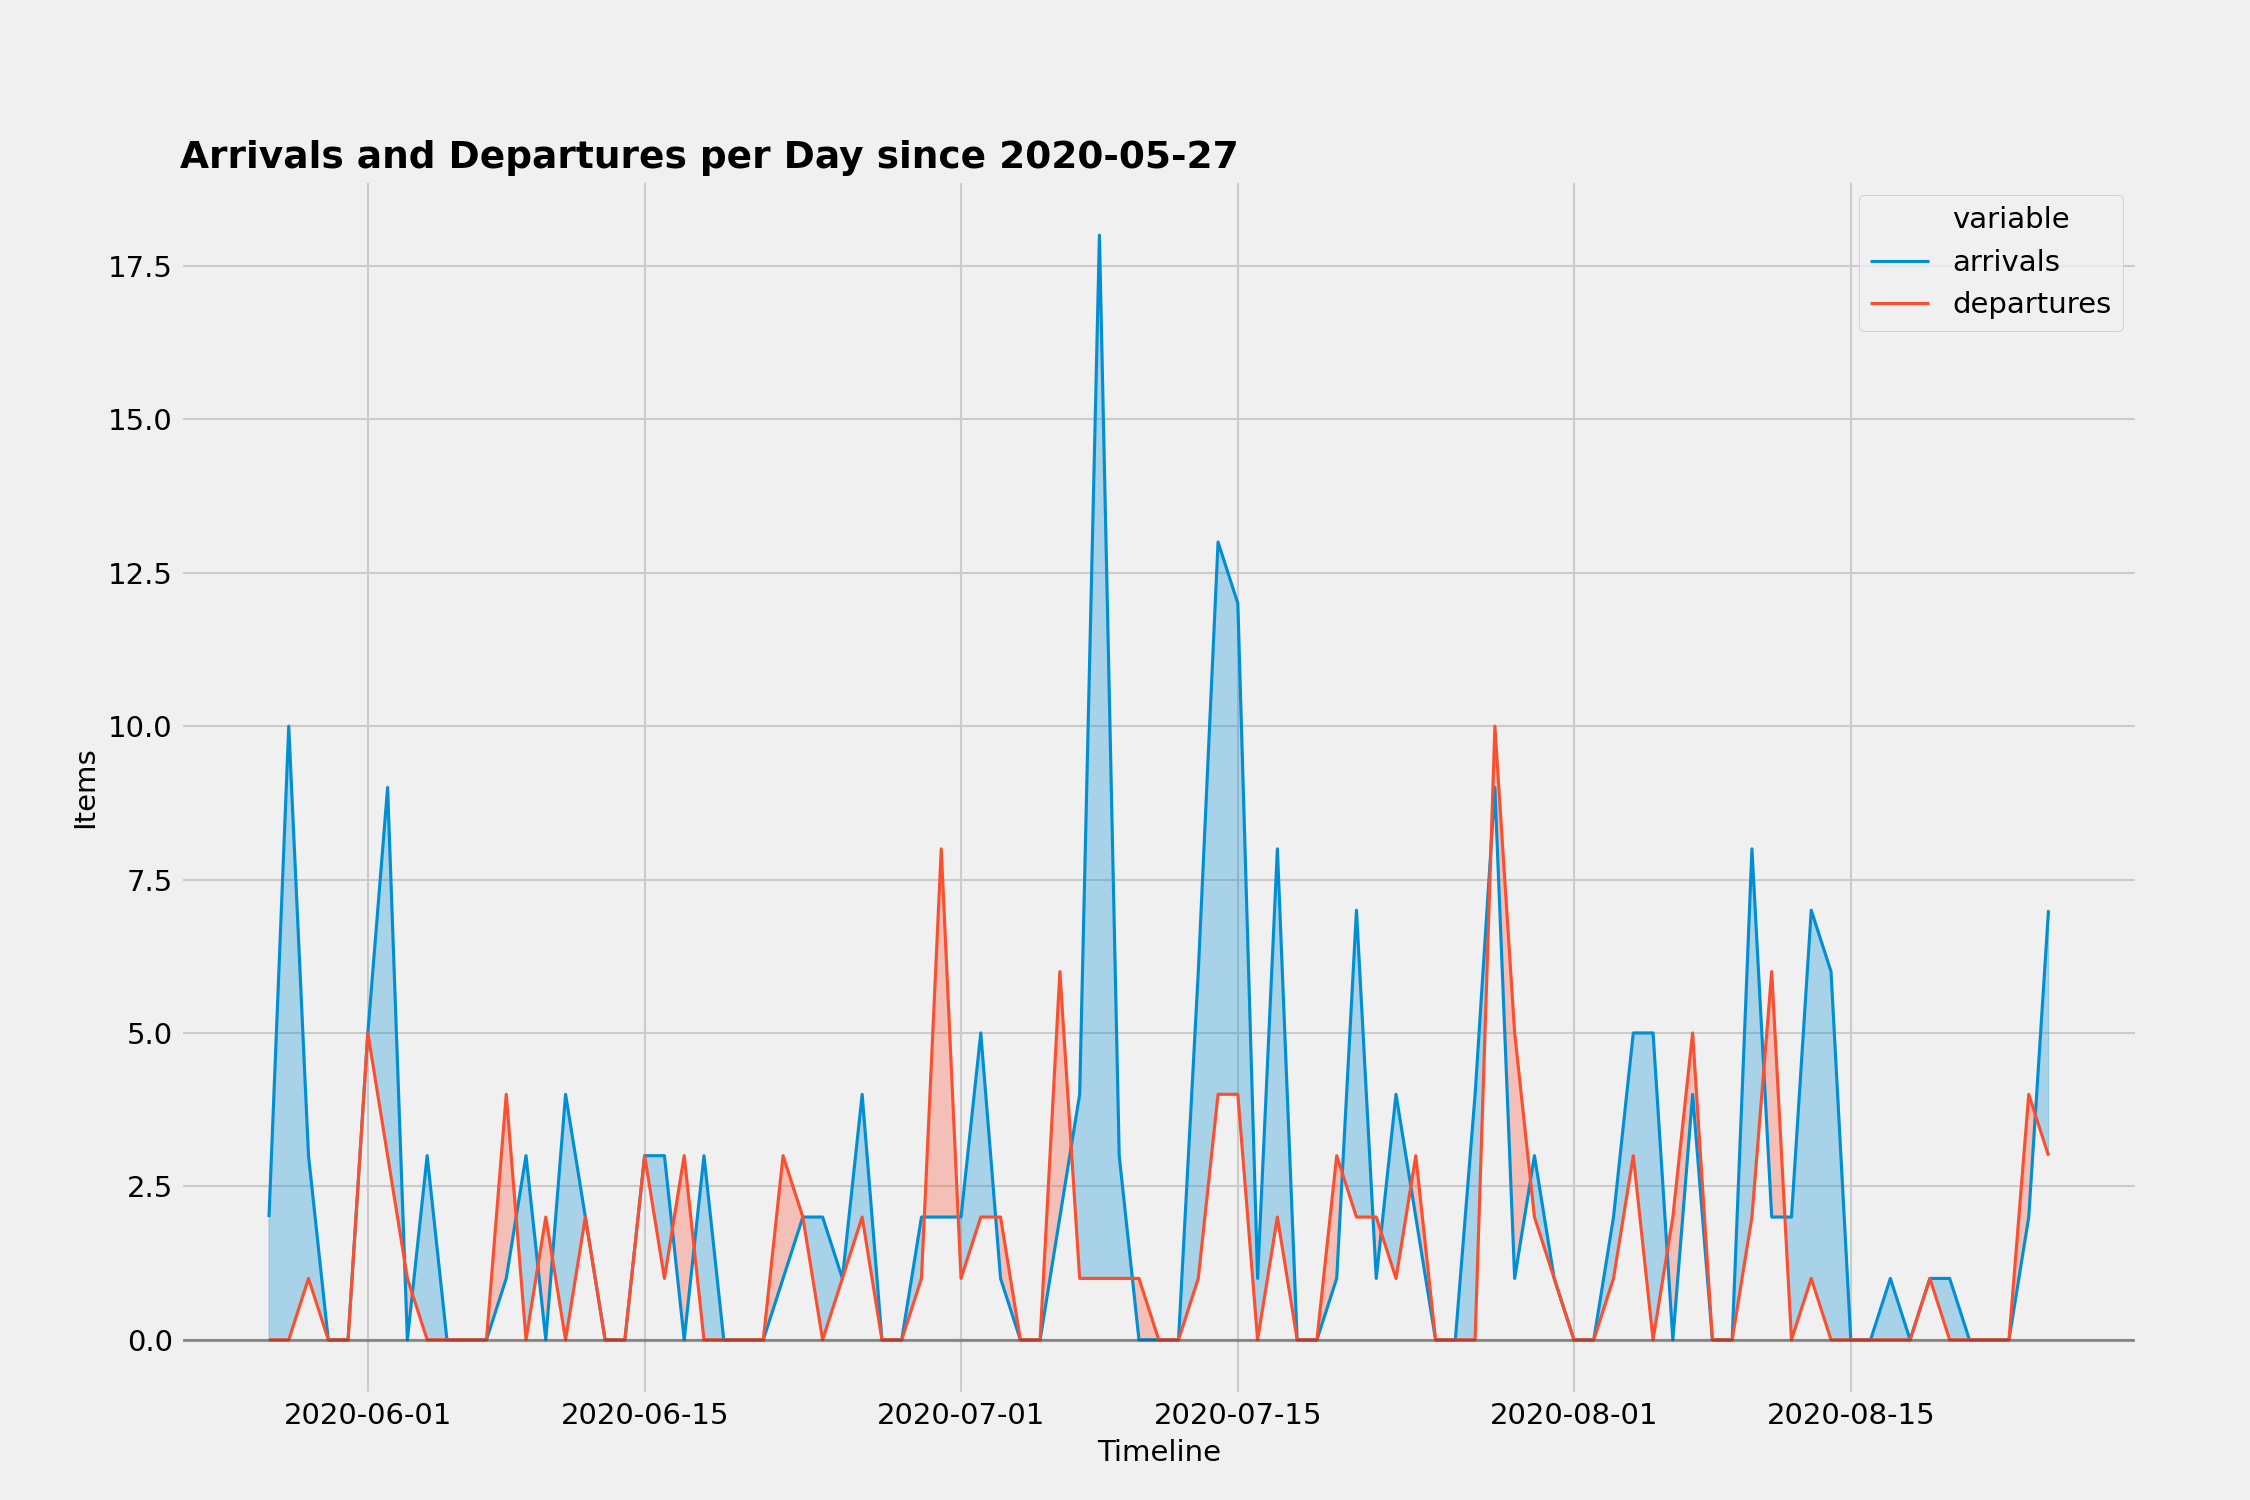 Arrivals and Departures per Day since 2020-05-27
variable
arrivals
departures
17.5
15.0
12.5
10.0
7.5
5.0
2.5
0.0
Items
2020-06-01
2020-06-15
2020-07-01
2020-07-15
2020-08-01
2020-08-15
Timeline